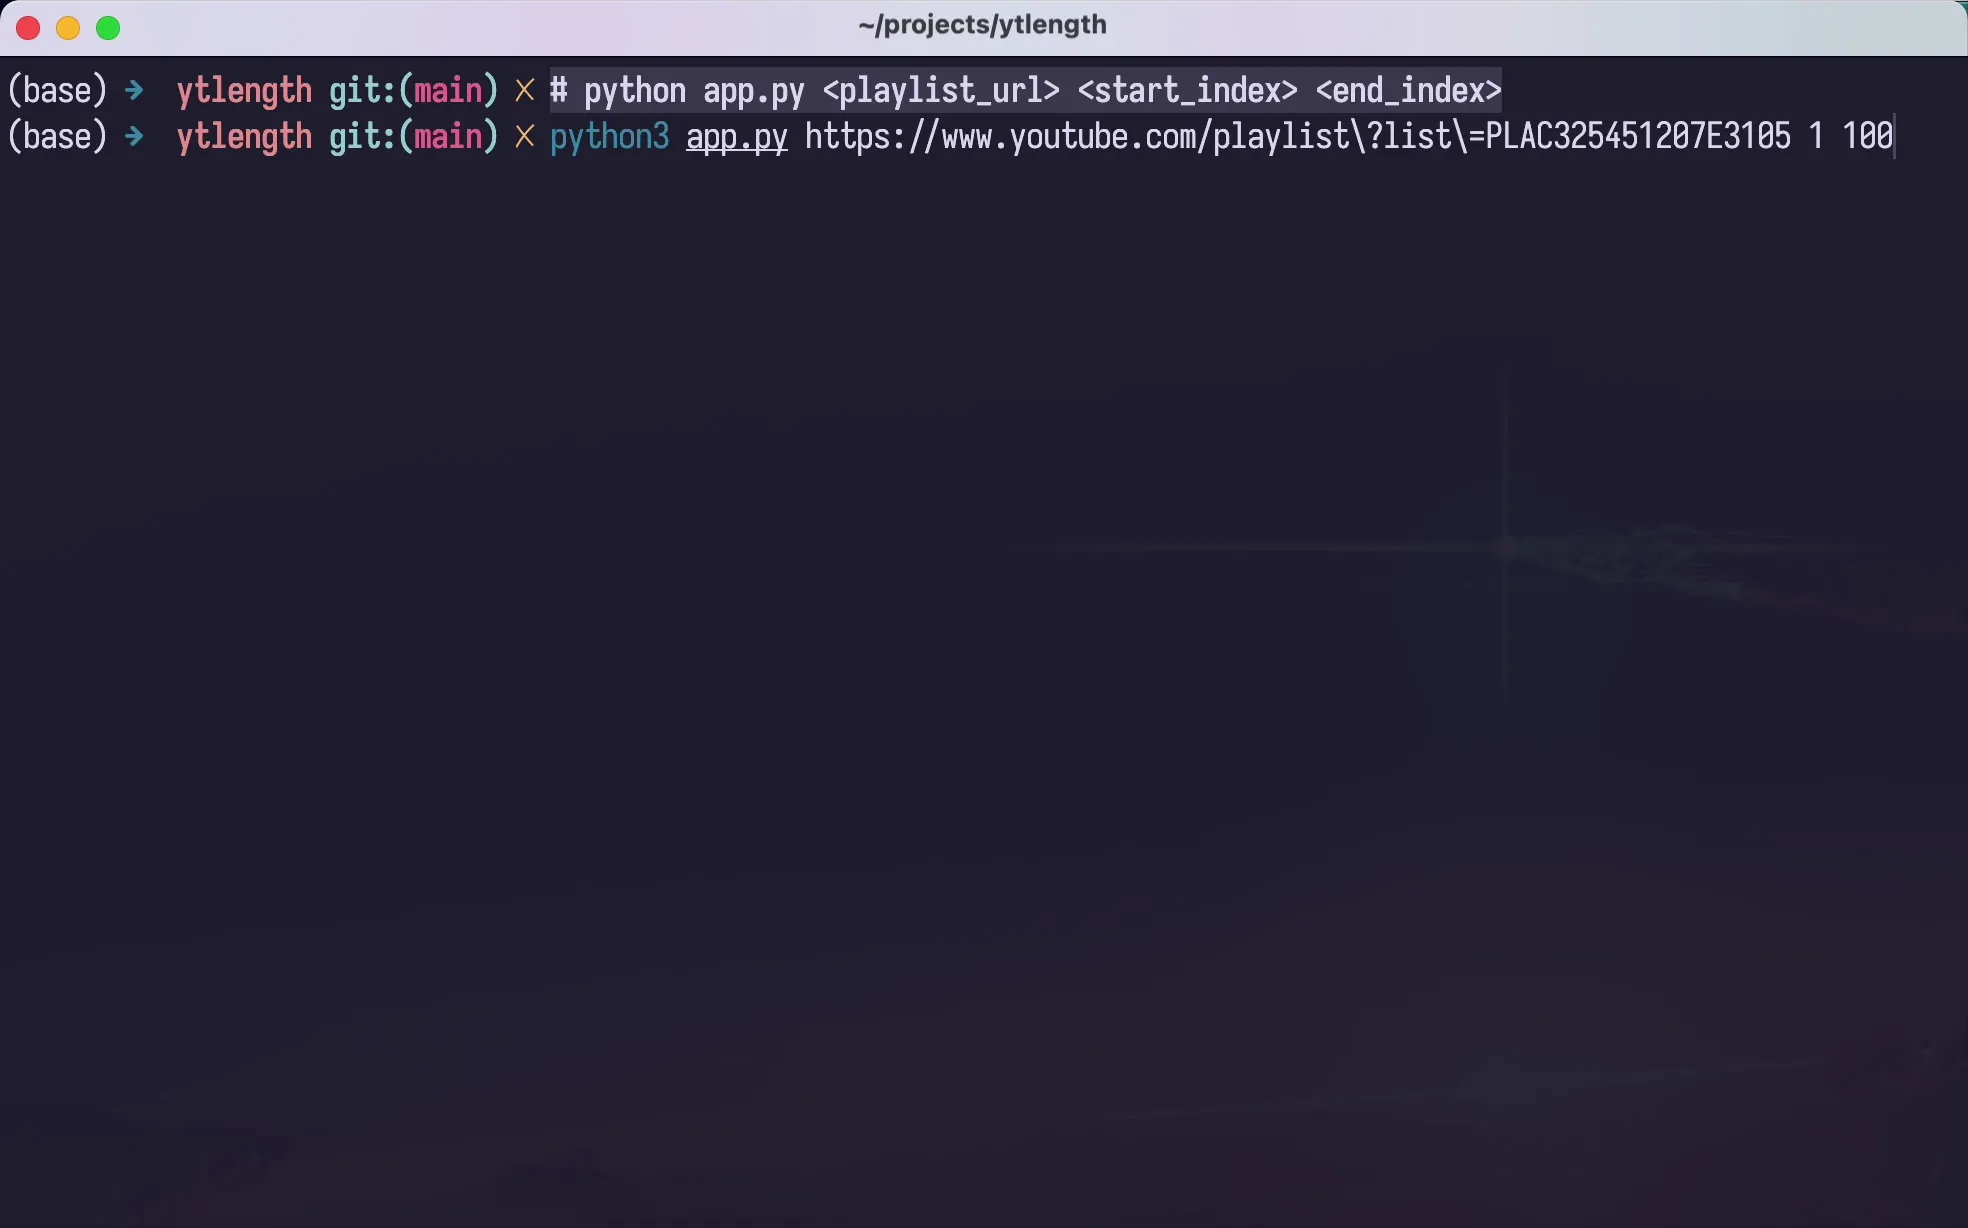 ~/projects/ytlength
(base) ➜ ytlength git:(main) ✗ # python app.py <playlist_url> <start_index> <end_index>
(base) ➜ ytlength git:(main) ✗ python3 app.py https://www.youtube.com/playlist\?list\=PLAC325451207E3105 1 100